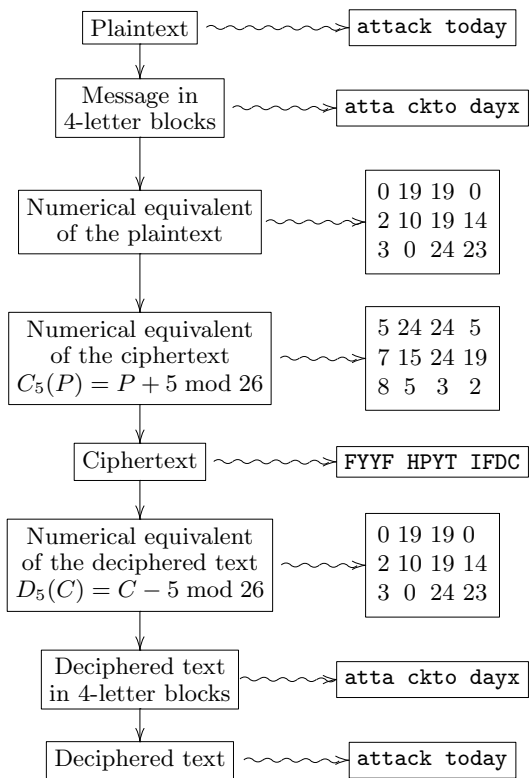 Plaintext
attack today
Message in
4-letter blocks
atta ckto dayx
Numerical equivalent
of the plaintext
0 19 19 0
2 10 19 14
3 0 24 23
Numerical equivalent
of the ciphertext
C₅(P) = P + 5 mod 26
5 24 24 5
7 15 24 19
8 5 3 2
Ciphertext
FYYF HPYT IFDC
Numerical equivalent
of the deciphered text
D₅(C) = C − 5 mod 26
0 19 19 0
2 10 19 14
3 0 24 23
Deciphered text
in 4-letter blocks
atta ckto dayx
Deciphered text
attack today